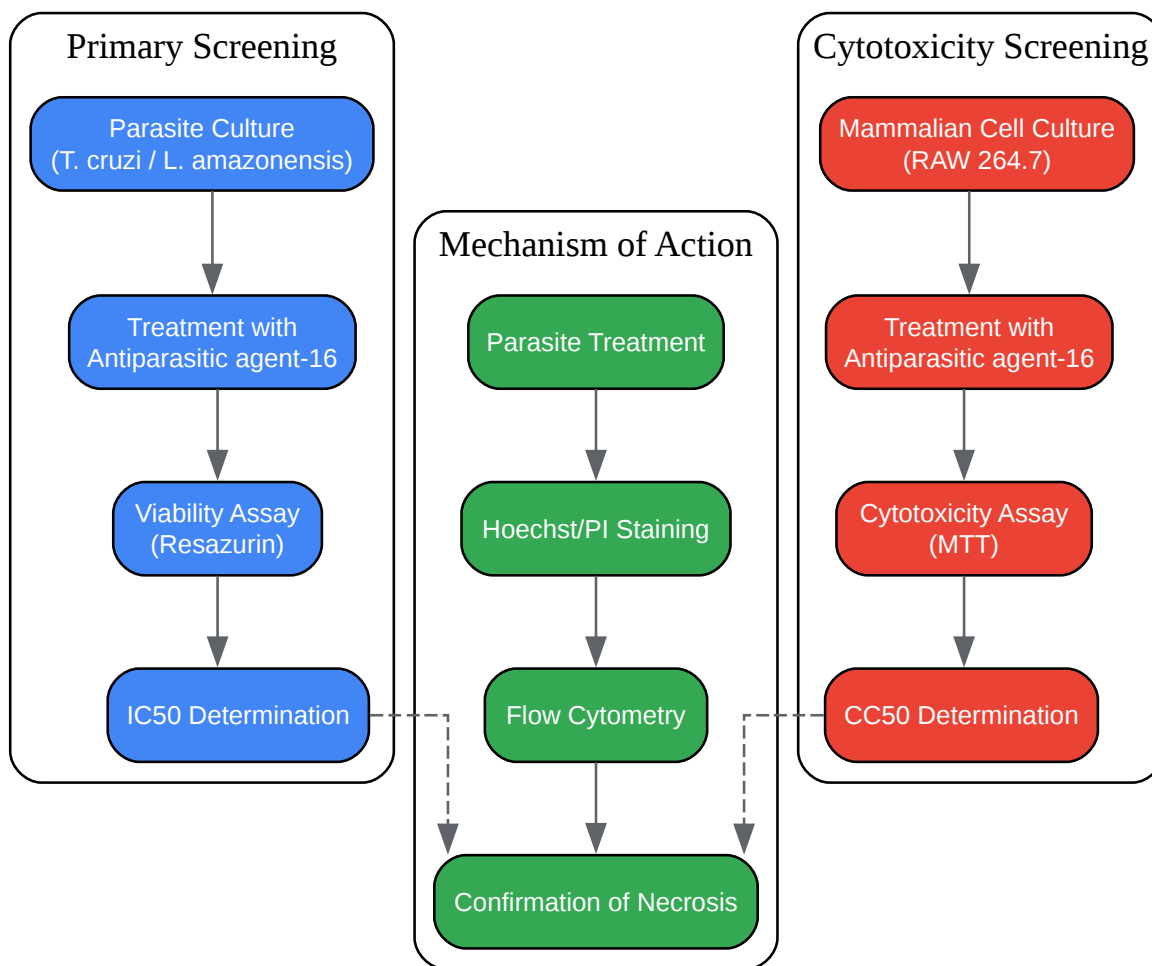 Primary Screening
Parasite Culture
(T. cruzi / L. amazonensis)
Treatment with
Antiparasitic agent-16
Viability Assay
(Resazurin)
IC50 Determination
Mechanism of Action
Parasite Treatment
Hoechst/PI Staining
Flow Cytometry
Confirmation of Necrosis
Cytotoxicity Screening
Mammalian Cell Culture
(RAW 264.7)
Treatment with
Antiparasitic agent-16
Cytotoxicity Assay
(MTT)
CC50 Determination